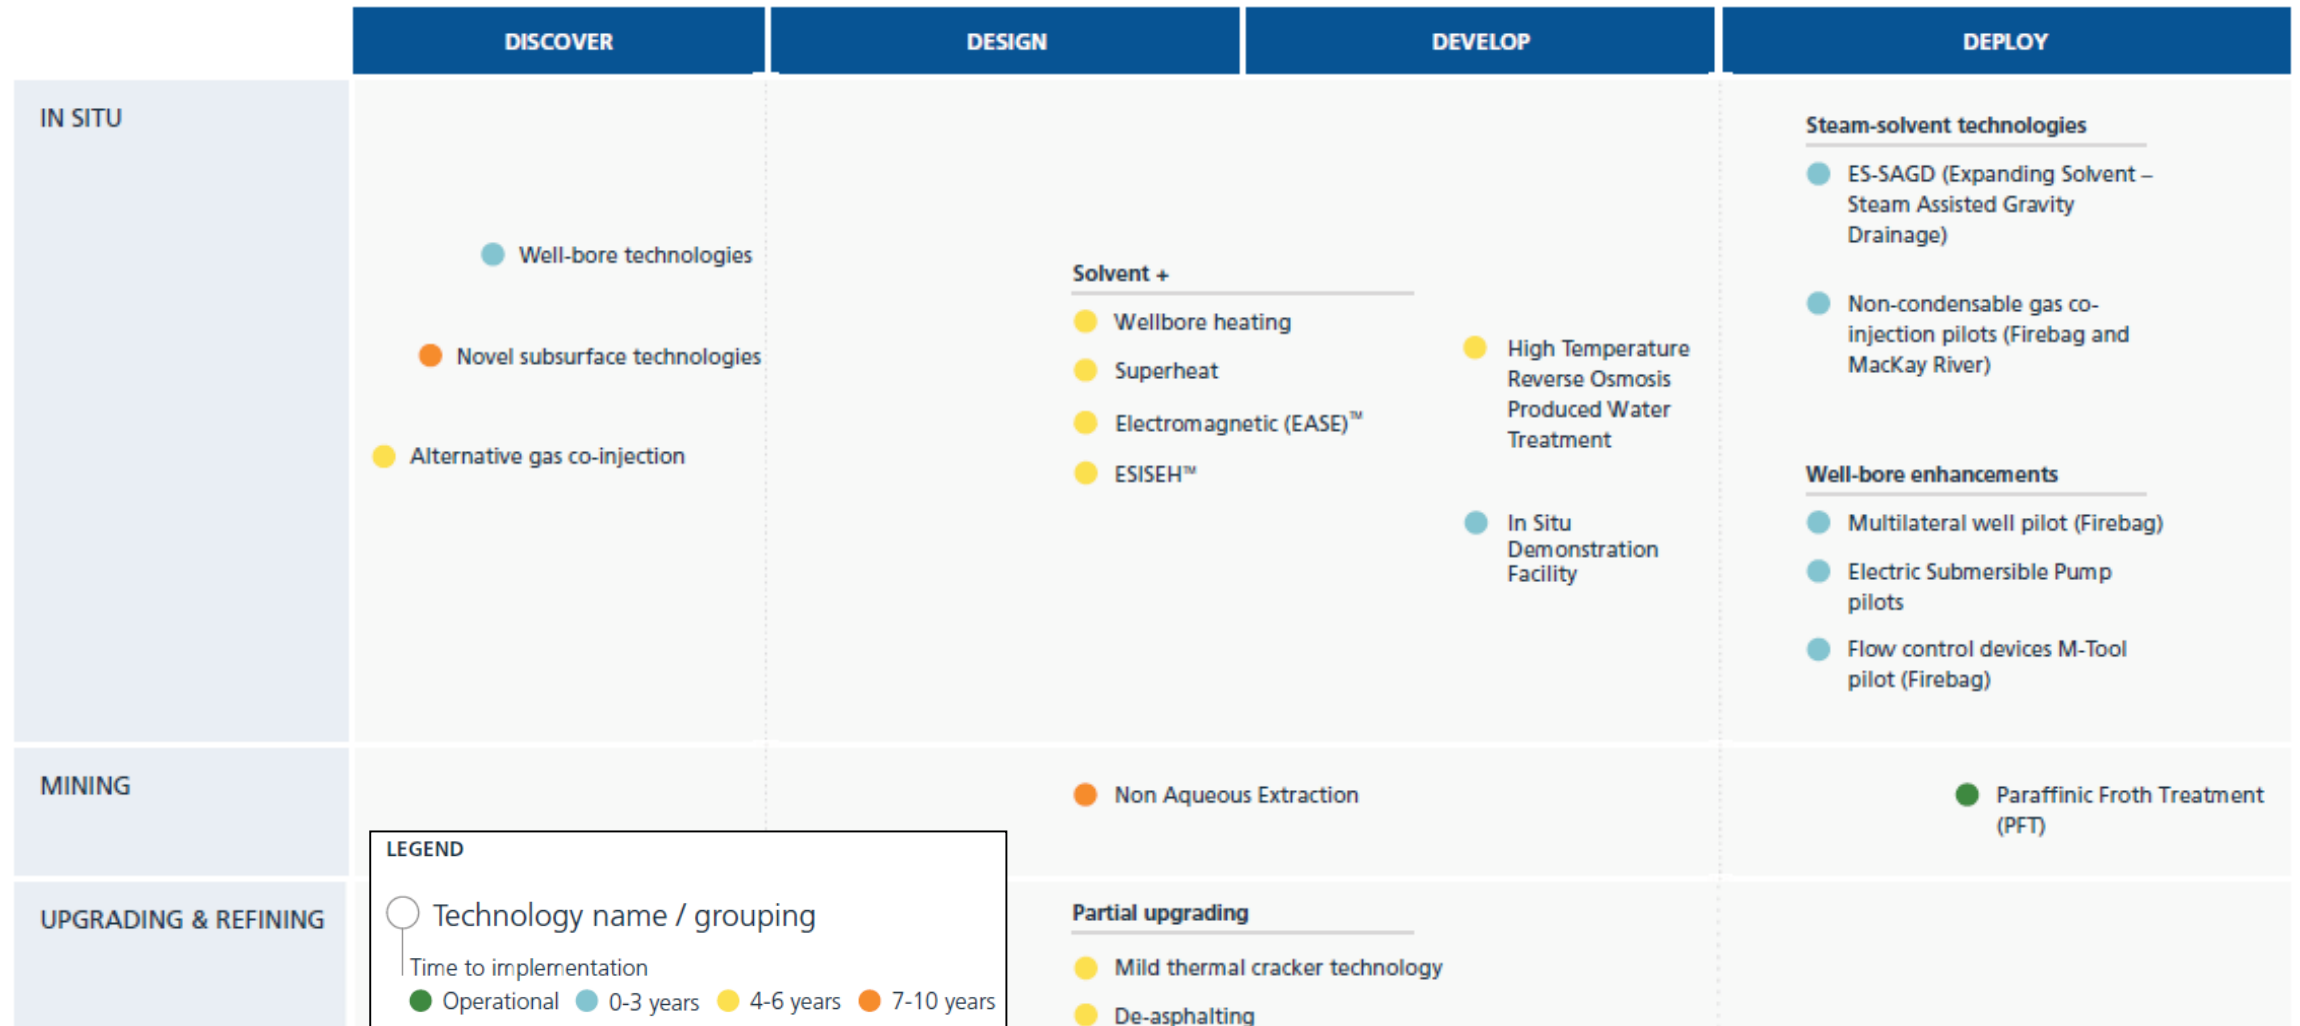 DISCOVER
DESIGN
DEVELOP
DEPLOY
IN SITU
Well-bore technologies
Novel subsurface technologies
Alternative gas co-injection
Solvent +
Wellbore heating
Superheat
Electromagnetic (EASE)™
ESISEH™
High Temperature
Reverse Osmosis
Produced Water
Treatment
In Situ
Demonstration
Facility
Steam-solvent technologies
ES-SAGD (Expanding Solvent –
Steam Assisted Gravity
Drainage)
Non-condensable gas co-
injection pilots (Firebag and
MacKay River)
Well-bore enhancements
Multilateral well pilot (Firebag)
Electric Submersible Pump
pilots
Flow control devices M-Tool
pilot (Firebag)
MINING
Non Aqueous Extraction
Paraffinic Froth Treatment
(PFT)
UPGRADING & REFINING
Partial upgrading
Mild thermal cracker technology
De-asphalting
LEGEND
Technology name / grouping
Time to implementation
Operational
0-3 years
4-6 years
7-10 years